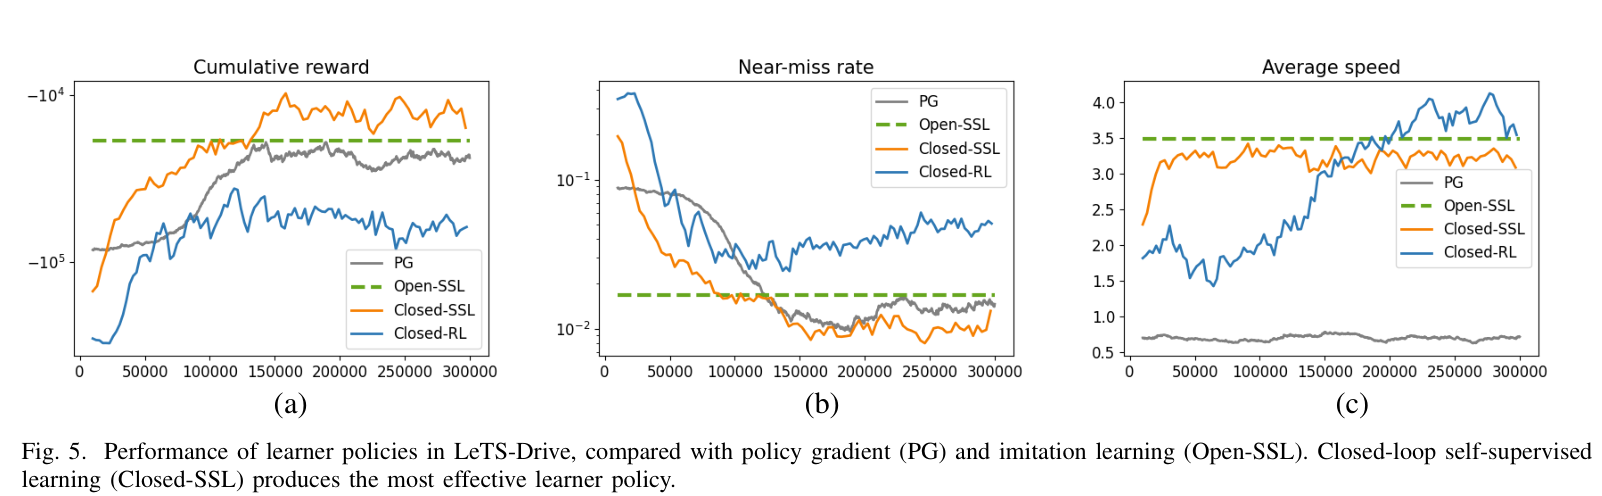 Cumulative reward
−10⁴
−10⁵
PG
Open-SSL
Closed-SSL
Closed-RL
0 50000 100000 150000 200000 250000 300000
(a)
Near-miss rate
10⁻¹
10⁻²
PG
Open-SSL
Closed-SSL
Closed-RL
0 50000 100000 150000 200000 250000 300000
(b)
Average speed
4.0
3.5
3.0
2.5
2.0
1.5
1.0
0.5
PG
Open-SSL
Closed-SSL
Closed-RL
0 50000 100000 150000 200000 250000 300000
(c)
Fig. 5. Performance of learner policies in LeTS-Drive, compared with policy gradient (PG) and imitation learning (Open-SSL). Closed-loop self-supervised
learning (Closed-SSL) produces the most effective learner policy.